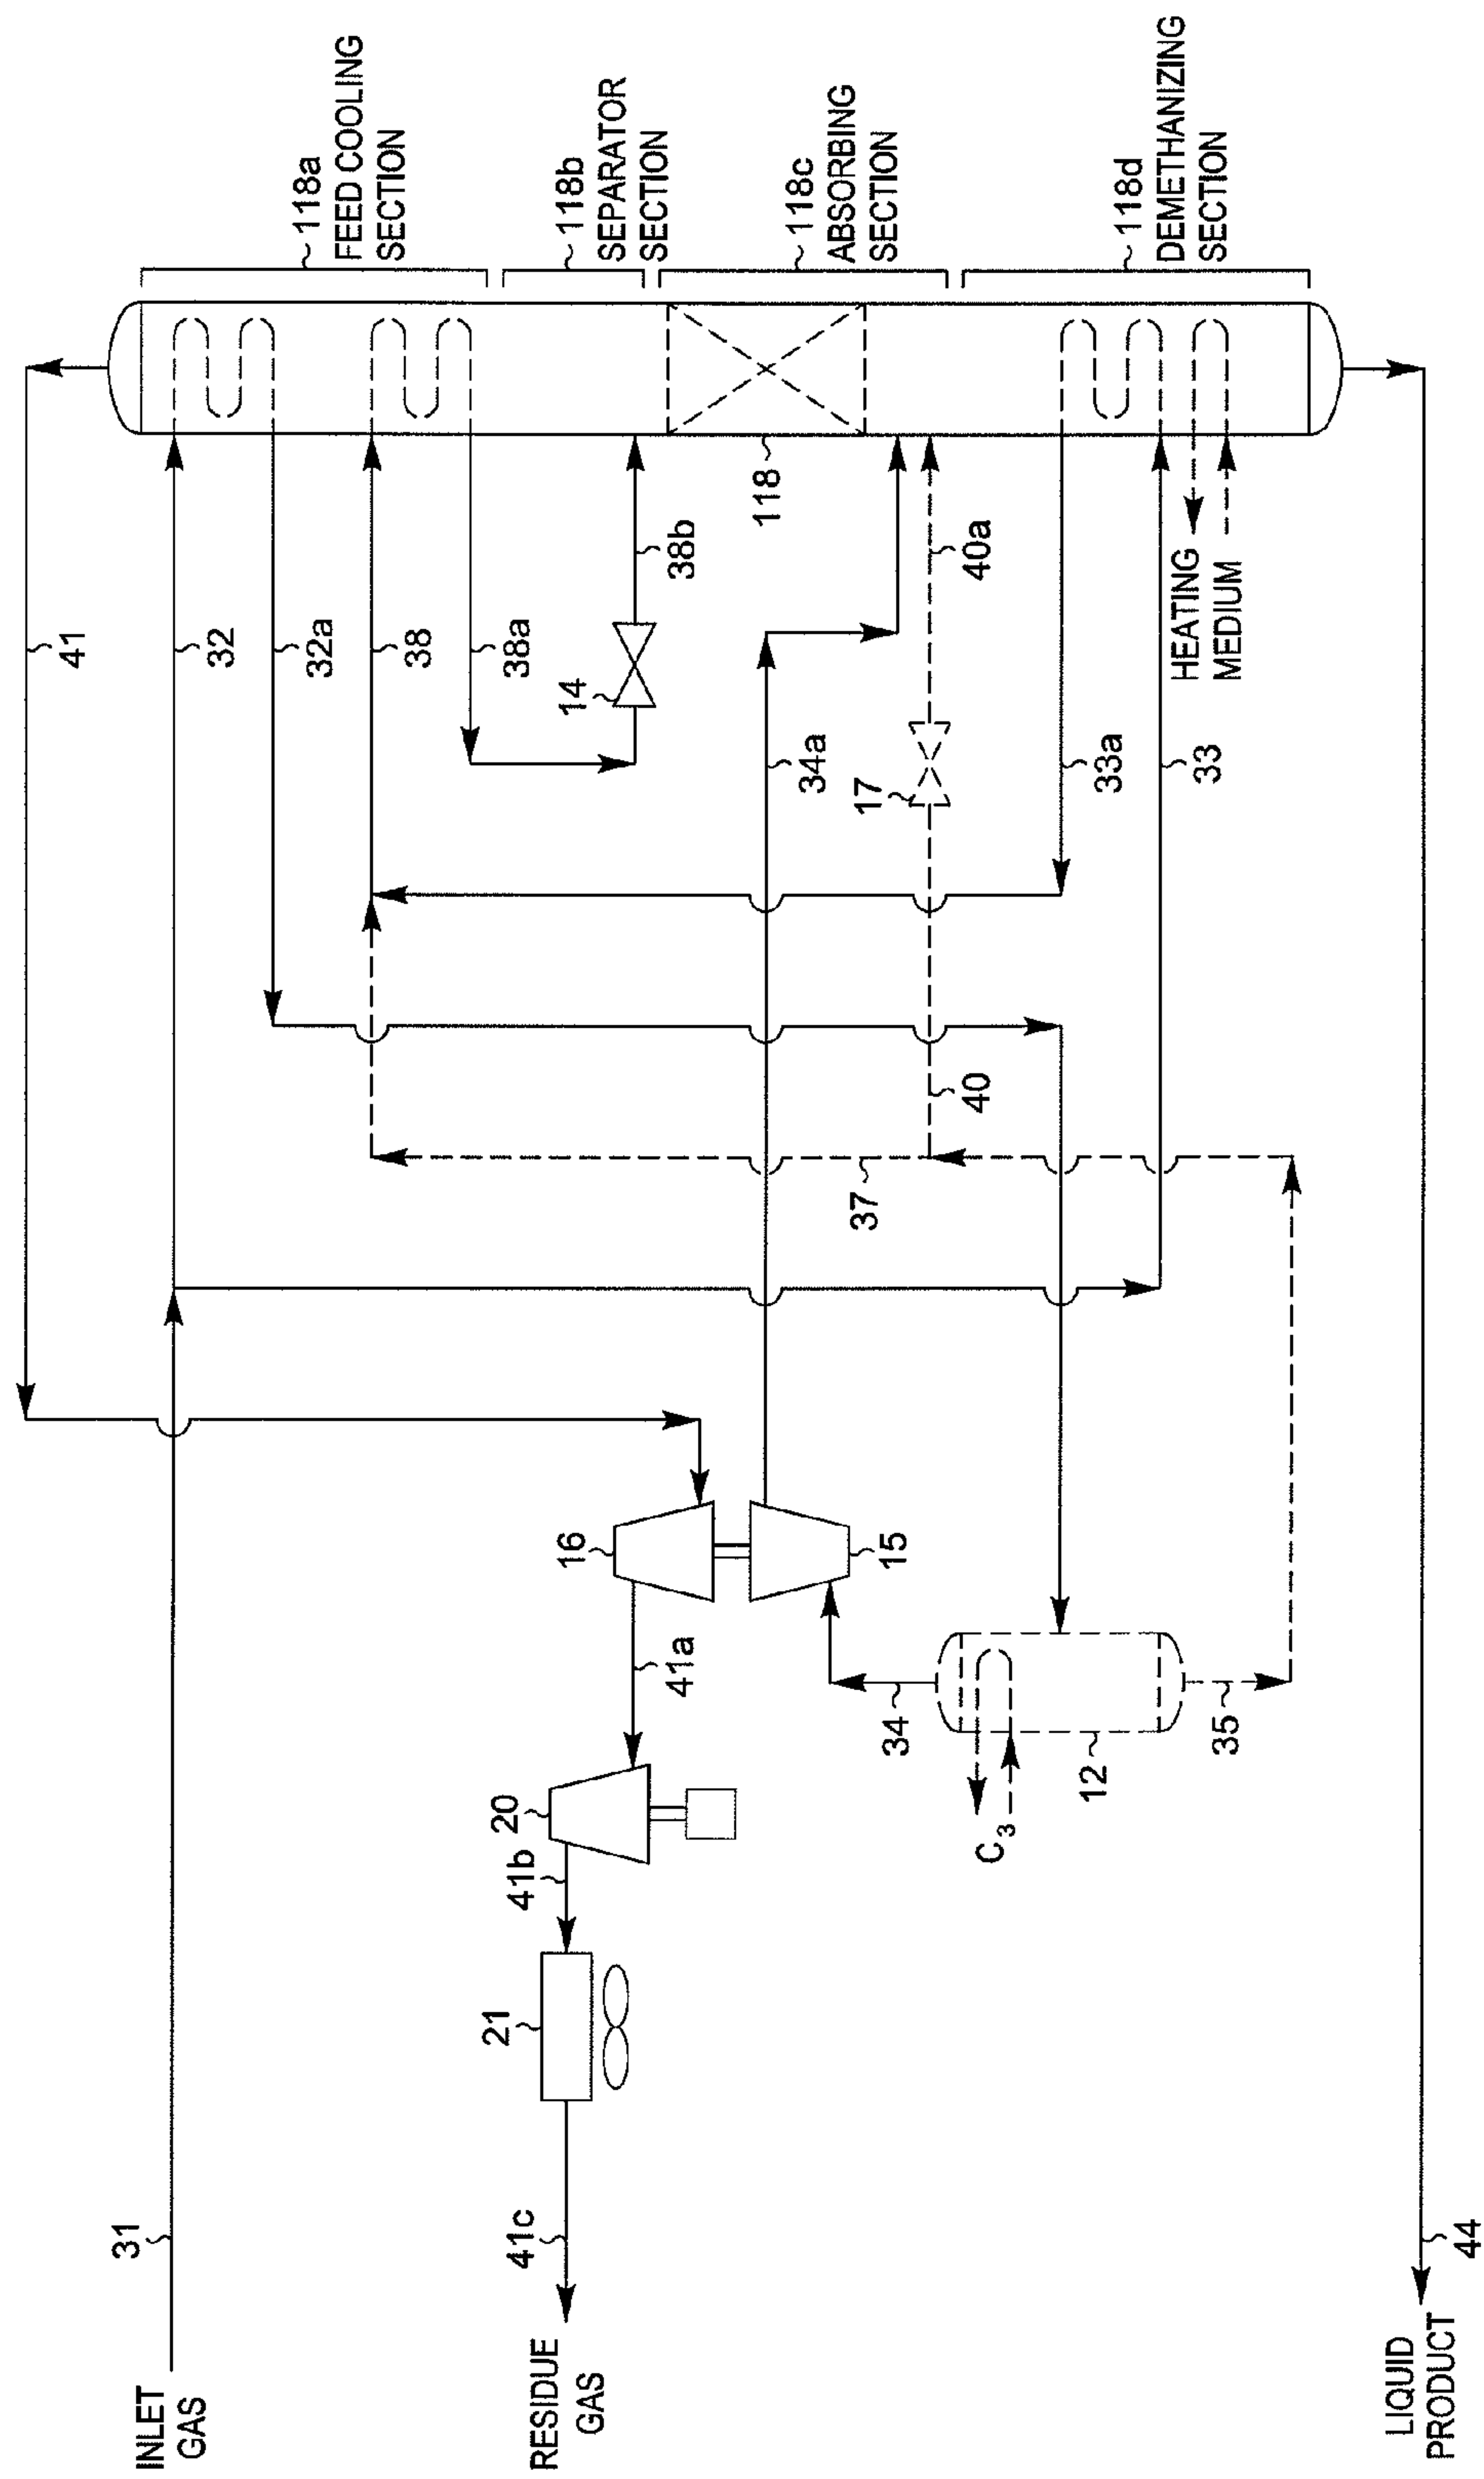 118a
FEED COOLING
SECTION
118b
SEPARATOR
SECTION
118c
ABSORBING
SECTION
118d
DEMETHANIZING
SECTION
41
32
32a
38
38a
14
38b
118
34a
40a
17
33a
33
HEATING
MEDIUM
40
37
16
15
41a
34
12
35
C3
20
41b
21
41c
31
44
INLET
GAS
RESIDUE
GAS
LIQUID
PRODUCT